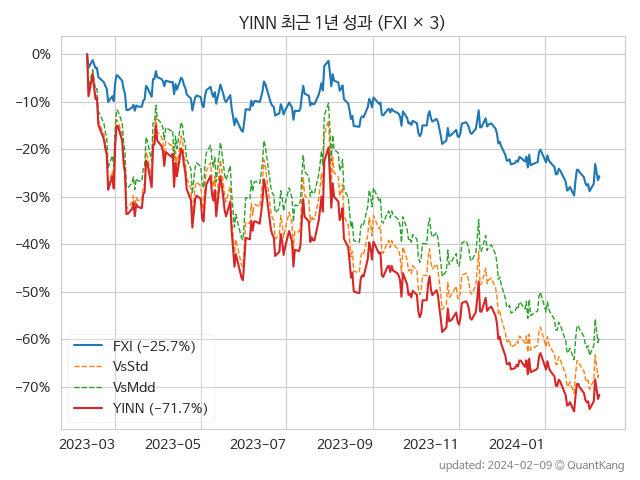 YINN 최근 1년 성과 (FXI × 3)
0%
−10%
−20%
−30%
−40%
−50%
−60%
−70%
FXI (−25.7%)
VsStd
VsMdd
YINN (−71.7%)
2023-03
2023-05
2023-07
2023-09
2023-11
2024-01
updated: 2024-02-09 © QuantKang